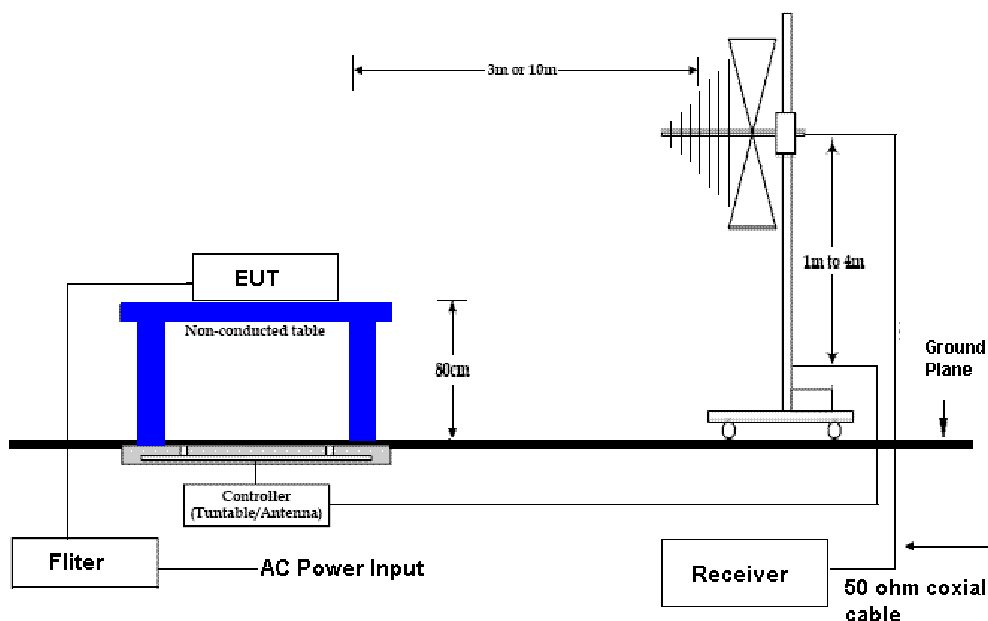 3m or 10m
EUT
Non-conducted table
80cm
1m to 4m
Ground
Plane
Controller
(Tuntable/Antenna)
Fliter
AC Power Input
Receiver
50 ohm coxial
cable